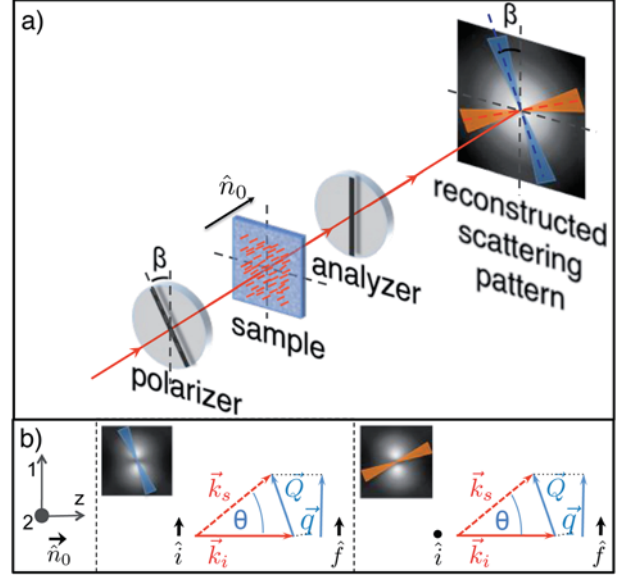 a)
β
n̂₀
β
polarizer
sample
analyzer
reconstructed
scattering
pattern
b)
1
2
z
n̂₀
î
k⃗ₛ
θ
k⃗ᵢ
Q⃗
q⃗
f̂
î
k⃗ₛ
θ
k⃗ᵢ
Q⃗
q⃗
f̂